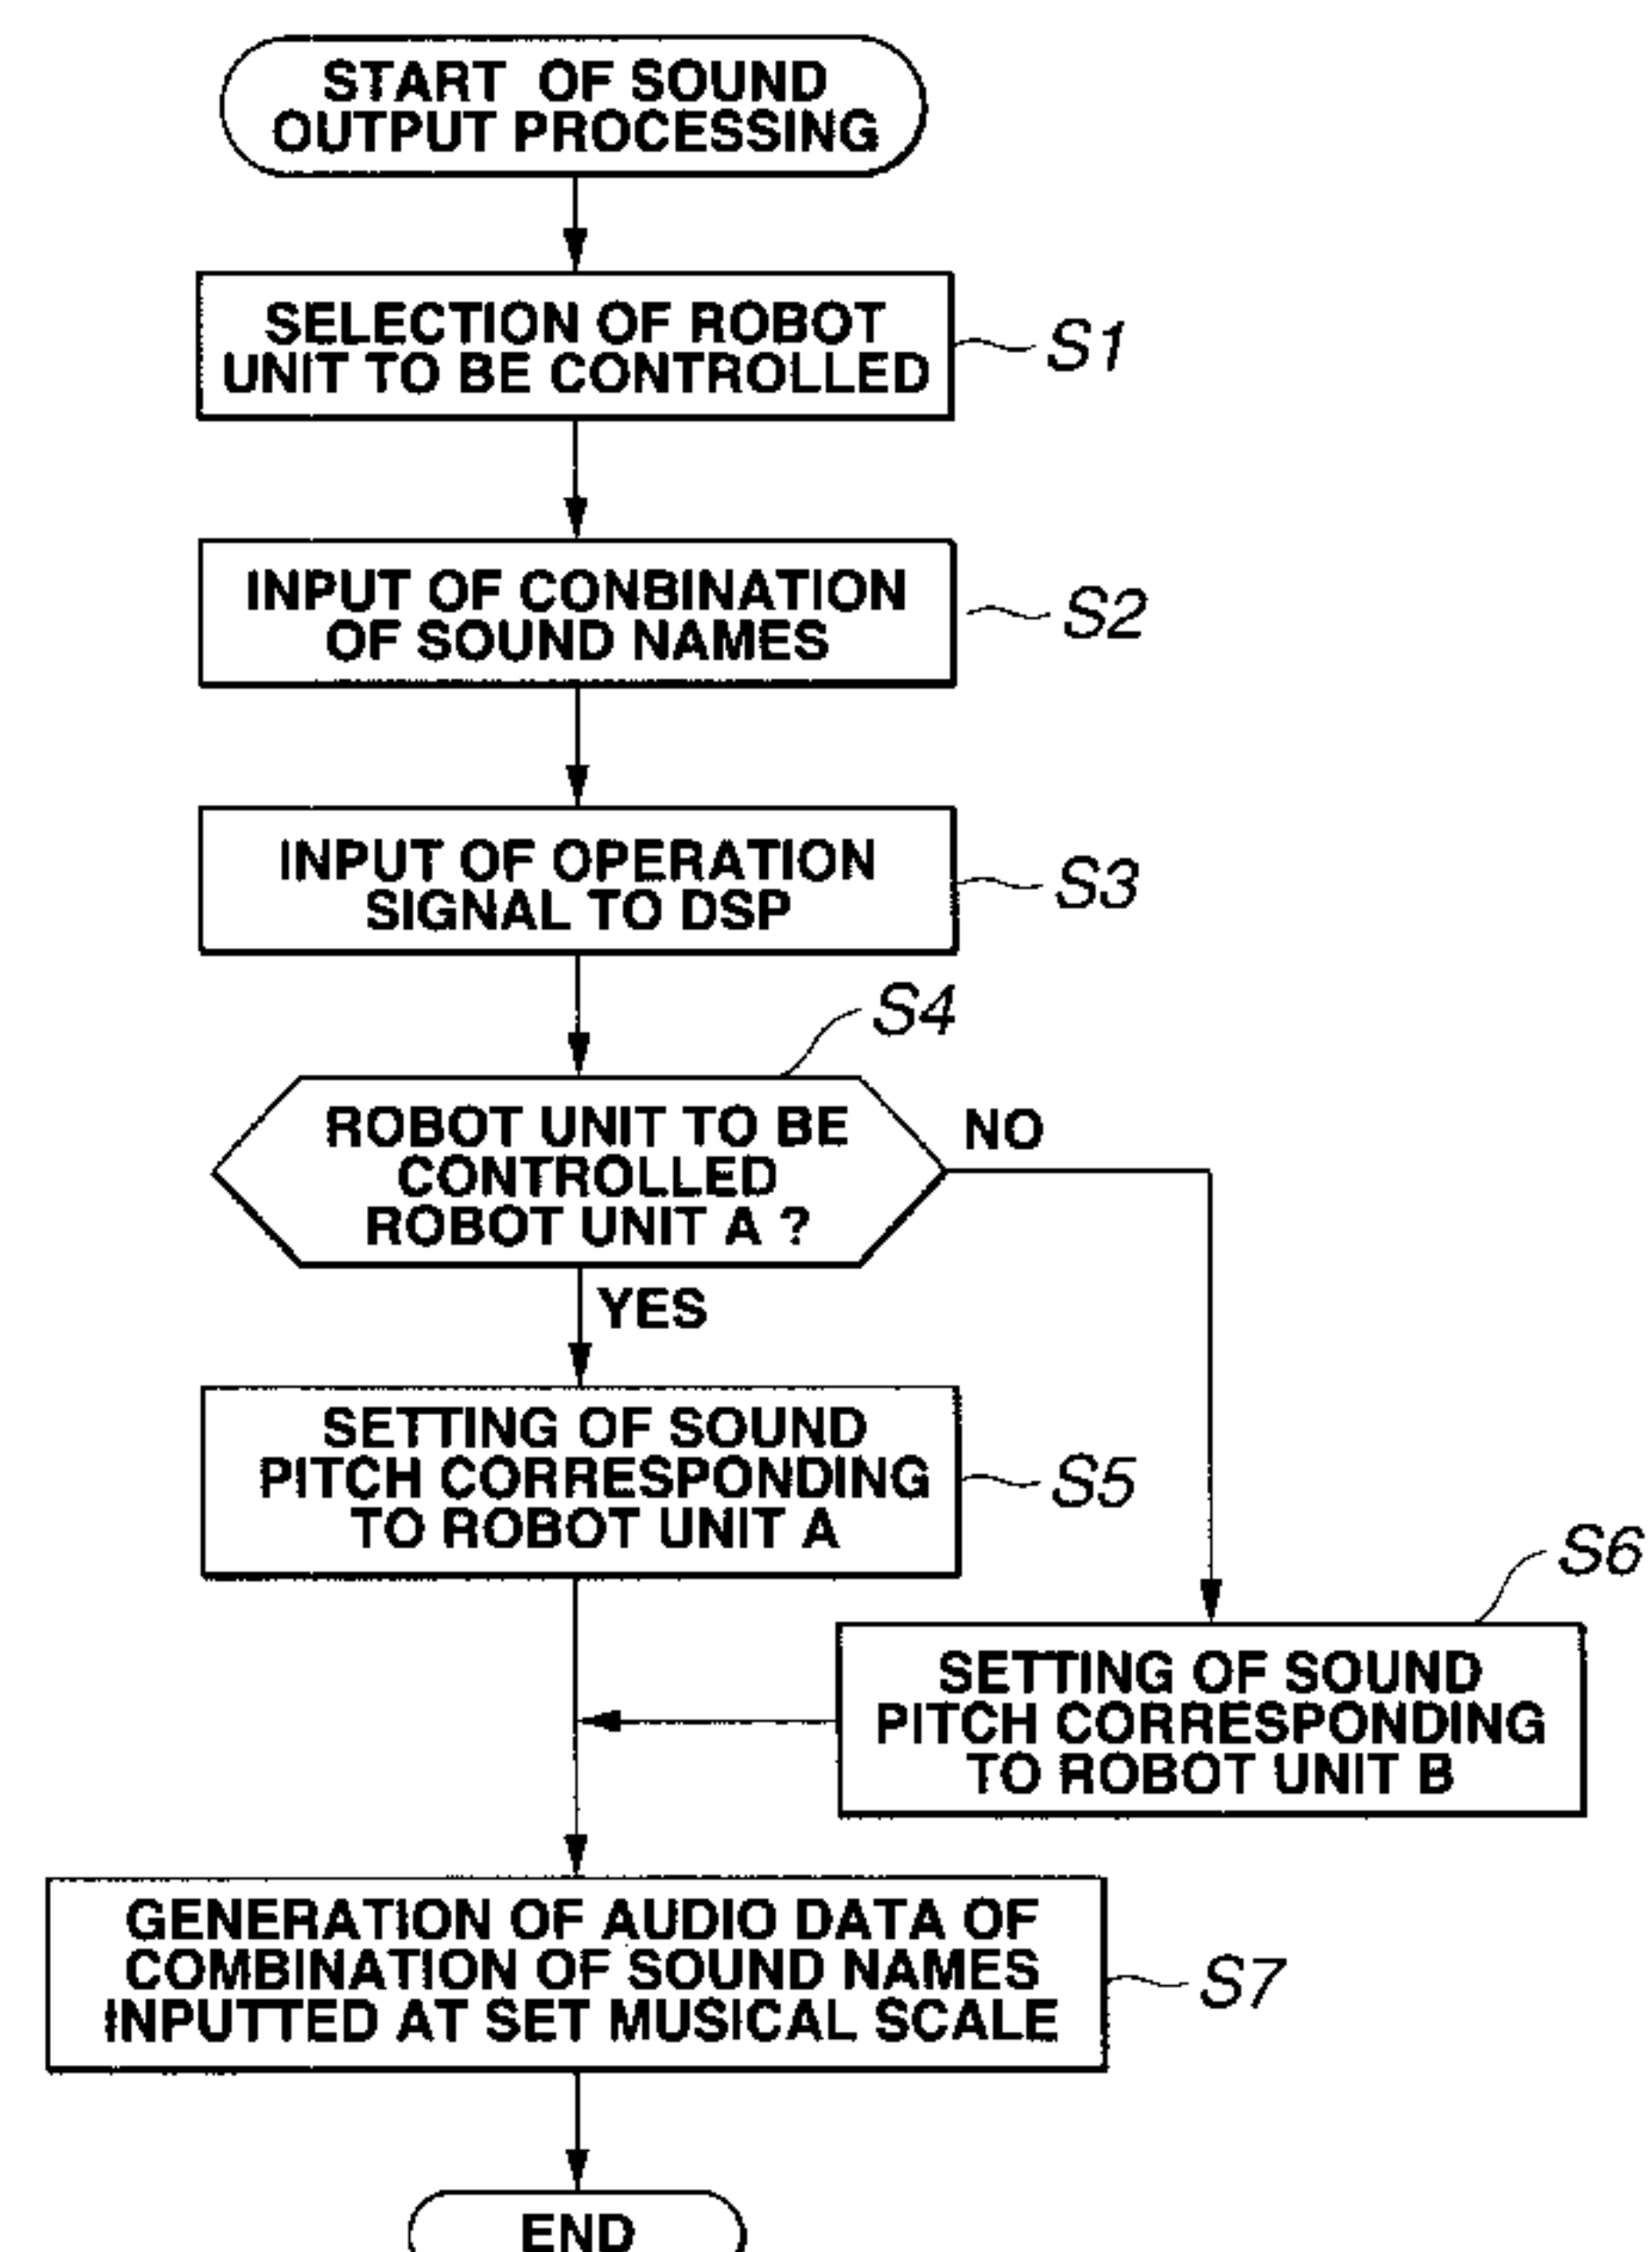 START OF SOUND
OUTPUT PROCESSING
SELECTION OF ROBOT
UNIT TO BE CONTROLLED
S1
INPUT OF CONBINATION
OF SOUND NAMES
S2
INPUT OF OPERATION
SIGNAL TO DSP
S3
S4
ROBOT UNIT TO BE
CONTROLLED
ROBOT UNIT A ?
NO
YES
SETTING OF SOUND
PITCH CORRESPONDING
TO ROBOT UNIT A
S5
S6
SETTING OF SOUND
PITCH CORRESPONDING
TO ROBOT UNIT B
GENERATION OF AUDIO DATA OF
COMBINATION OF SOUND NAMES
INPUTTED AT SET MUSICAL SCALE
S7
END